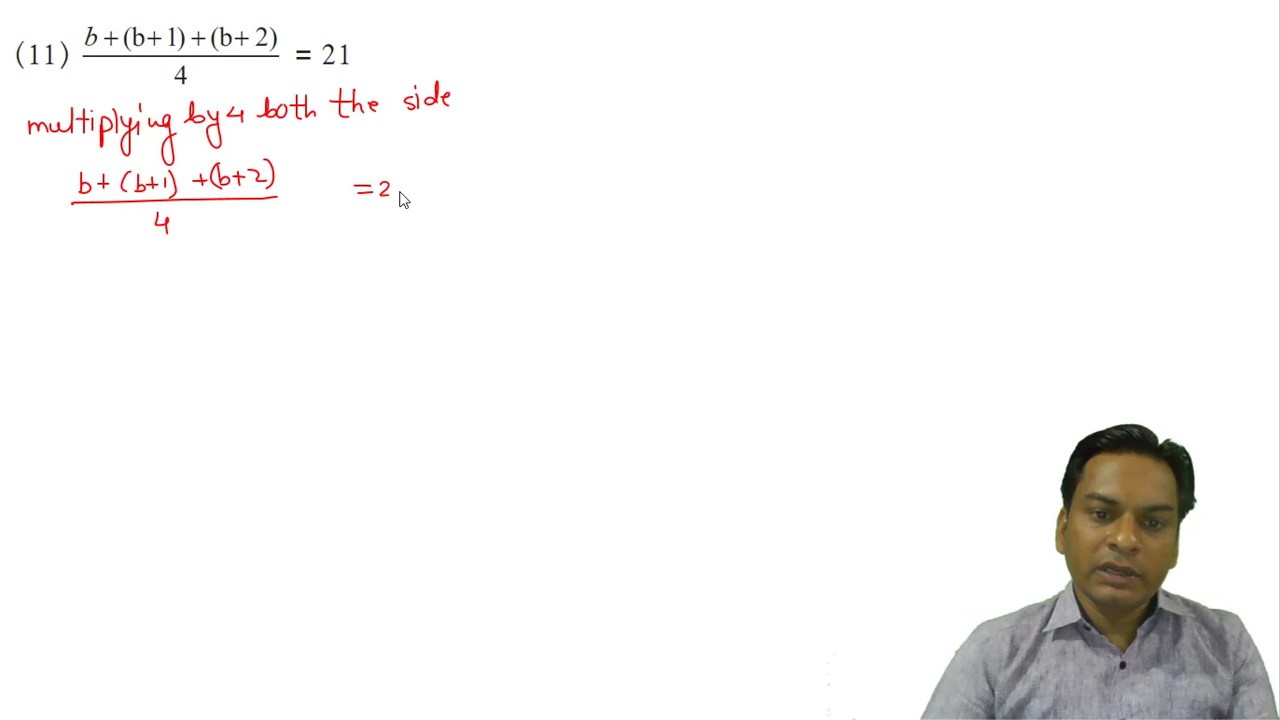 (11) b + (b + 1) + (b + 2) / 4 = 21
multiplying by 4 both the side
b + (b+1) + (b+2) / 4 = 2